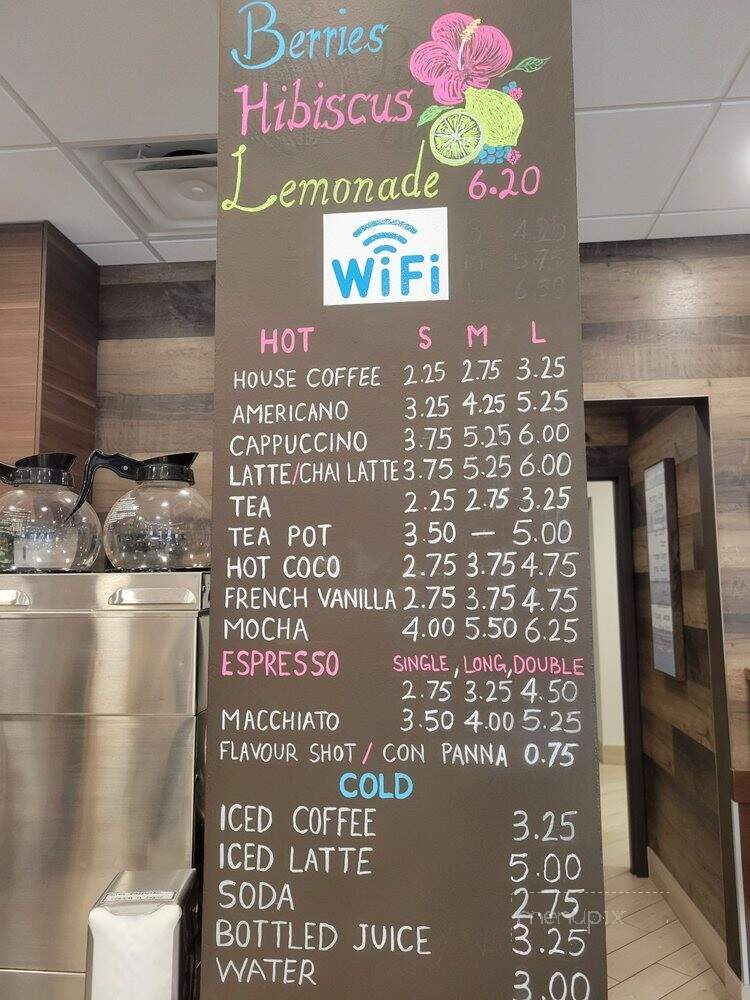 Berries
Hibiscus
Lemonade 6.20
WiFi
HOT S M L
HOUSE COFFEE 2.25 2.75 3.25
AMERICANO 3.25 4.25 5.25
CAPPUCCINO 3.75 5.25 6.00
LATTE/CHAI LATTE 3.75 5.25 6.00
TEA 2.25 2.75 3.25
TEA POT 3.50 — 5.00
HOT COCO 2.75 3.75 4.75
FRENCH VANILLA 2.75 3.75 4.75
MOCHA 4.00 5.50 6.25
ESPRESSO SINGLE, LONG, DOUBLE
2.75 3.25 4.50
MACCHIATO 3.50 4.00 5.25
FLAVOUR SHOT / CON PANNA 0.75
COLD
ICED COFFEE 3.25
ICED LATTE 5.00
SODA 2.75
menupix
BOTTLED JUICE 3.25
WATER 3.00